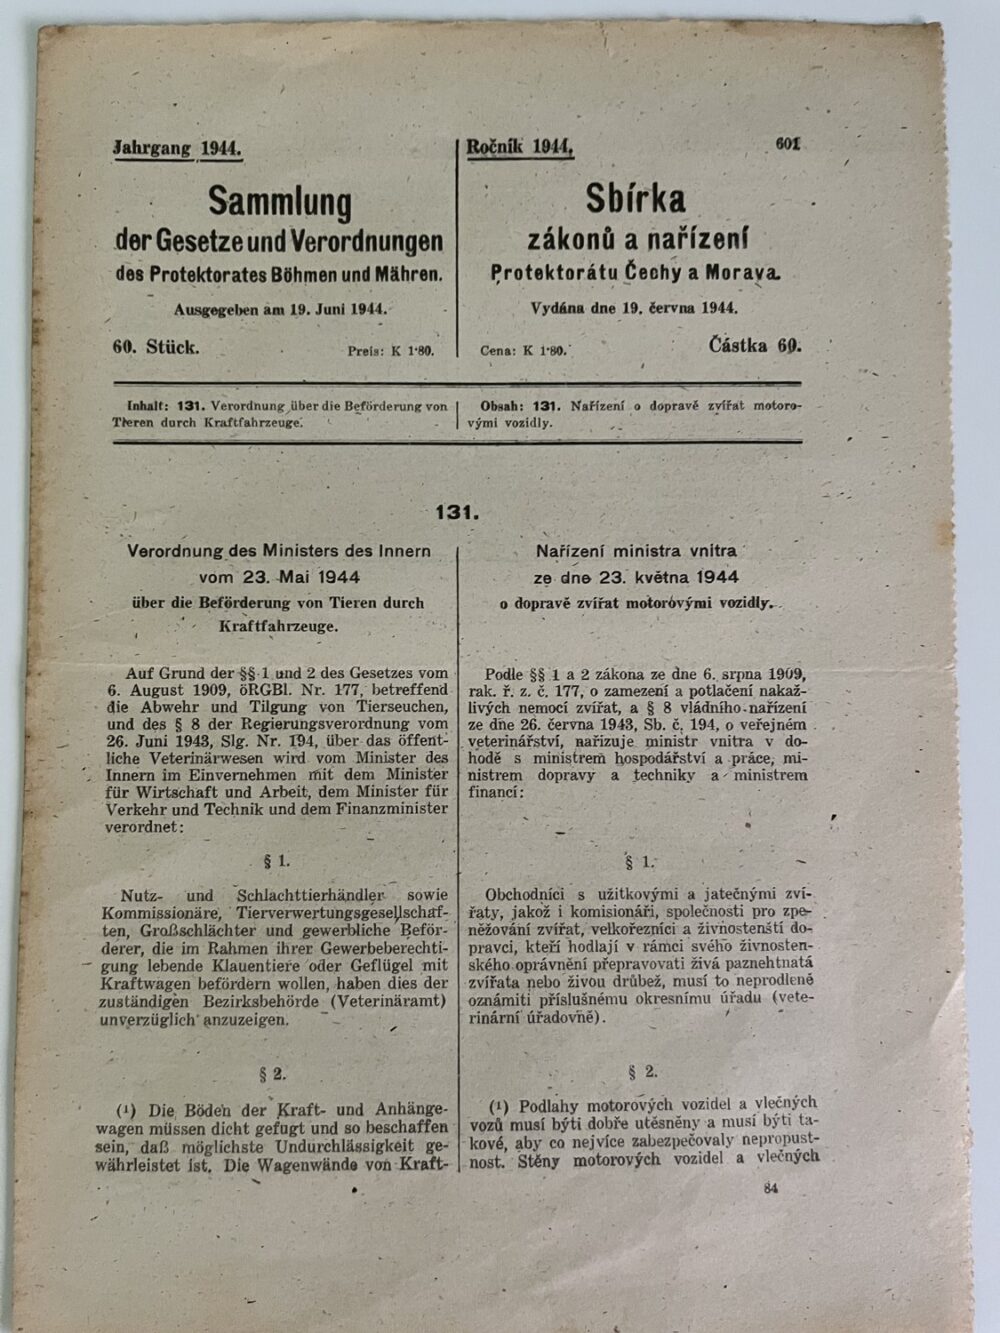 Jahrgang 1944.
Sammlung
der Gesetze und Verordnungen
des Protektorates Böhmen und Mähren.
Ausgegeben am 19. Juni 1944.
60. Stück.
Preis: K 1·80.
Ročník 1944.
601
Sbírka
zákonů a nařízení
Protektorátu Čechy a Morava.
Vydána dne 19. června 1944.
Cena: K 1·80.
Částka 60.
Inhalt: 131. Verordnung über die Beförderung von
Tieren durch Kraftfahrzeuge.
Obsah: 131. Nařízení o dopravě zvířat motoro-
vými vozidly.
131.
Verordnung des Ministers des Innern
vom 23. Mai 1944
über die Beförderung von Tieren durch
Kraftfahrzeuge.
Auf Grund der §§ 1 und 2 des Gesetzes vom
6. August 1909, öRGBl. Nr. 177, betreffend
die Abwehr und Tilgung von Tierseuchen,
und des § 8 der Regierungsverordnung vom
26. Juni 1943, Slg. Nr. 194, über das öffent-
liche Veterinärwesen wird vom Minister des
Innern im Einvernehmen mit dem Minister
für Wirtschaft und Arbeit, dem Minister für
Verkehr und Technik und dem Finanzminister
verordnet:
§ 1.
Nutz- und Schlachttierhändler sowie
Kommissionäre, Tierverwertungsgesellschaf-
ten, Großschlächter und gewerbliche Beför-
derer, die im Rahmen ihrer Gewerbeberechti-
gung lebende Klauentiere oder Geflügel mit
Kraftwagen befördern wollen, haben dies der
zuständigen Bezirksbehörde (Veterinäramt)
unverzüglich anzuzeigen.
§ 2.
(¹) Die Böden der Kraft- und Anhänge-
wagen müssen dicht gefugt und so beschaffen
sein, daß möglichste Undurchlässigkeit ge-
währleistet ist. Die Wagenwände von Kraft-
Nařízení ministra vnitra
ze dne 23. května 1944
o dopravě zvířat motorovými vozidly.
Podle §§ 1 a 2 zákona ze dne 6. srpna 1909,
rak. ř. z. č. 177, o zamezení a potlačení nakaž-
livých nemocí zvířat, a § 8 vládního nařízení
ze dne 26. června 1943, Sb. č. 194, o veřejném
veterinářství, nařizuje ministr vnitra v do-
hodě s ministrem hospodářství a práce, mi-
nistrem dopravy a techniky a ministrem
financí:
§ 1.
Obchodníci s užitkovými a jatečnými zví-
řaty, jakož i komisionáři, společnosti pro zpe-
něžování zvířat, velkořezníci a živnostenští do-
pravci, kteří hodlají v rámci svého živnosten-
ského oprávnění přepravovati živá paznehtnatá
zvířata nebo živou drůbež, musí to neprodleně
oznámiti příslušnému okresnímu úřadu (vete-
rinární úřadovně).
§ 2.
(¹) Podlahy motorových vozidel a vlečných
vozů musí býti dobře utěsněny a musí býti ta-
kové, aby co nejvíce zabezpečovaly nepropust-
nost. Stěny motorových vozidel a vlečných
84